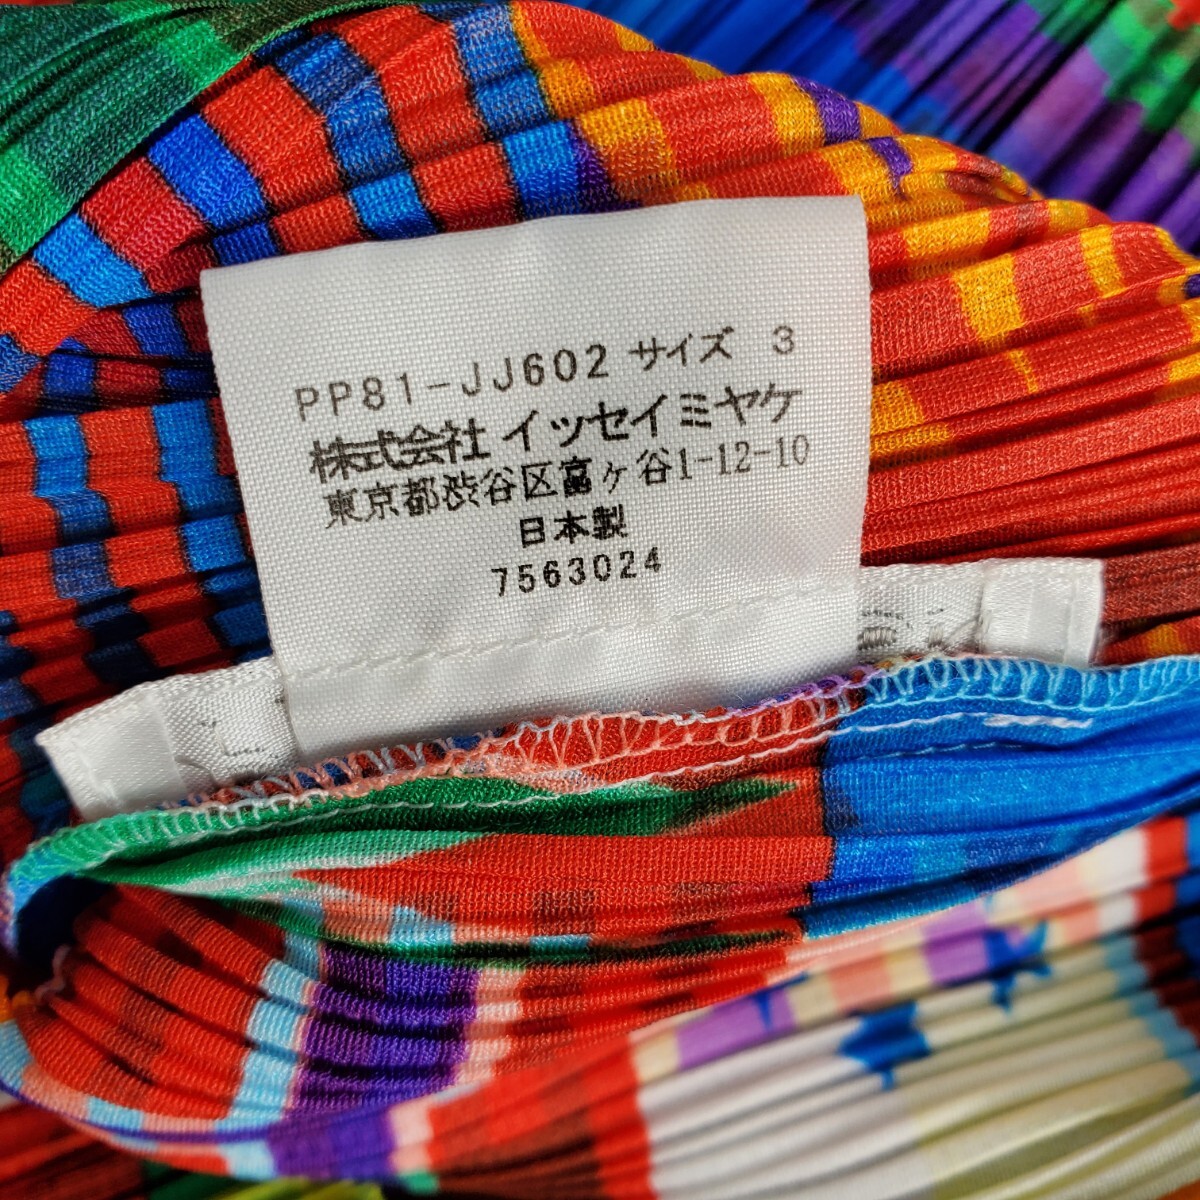 PP81-JJ602 サイズ 3
株式会社 イッセイミヤケ
東京都渋谷区富ヶ谷1-12-10
日本製
7563024